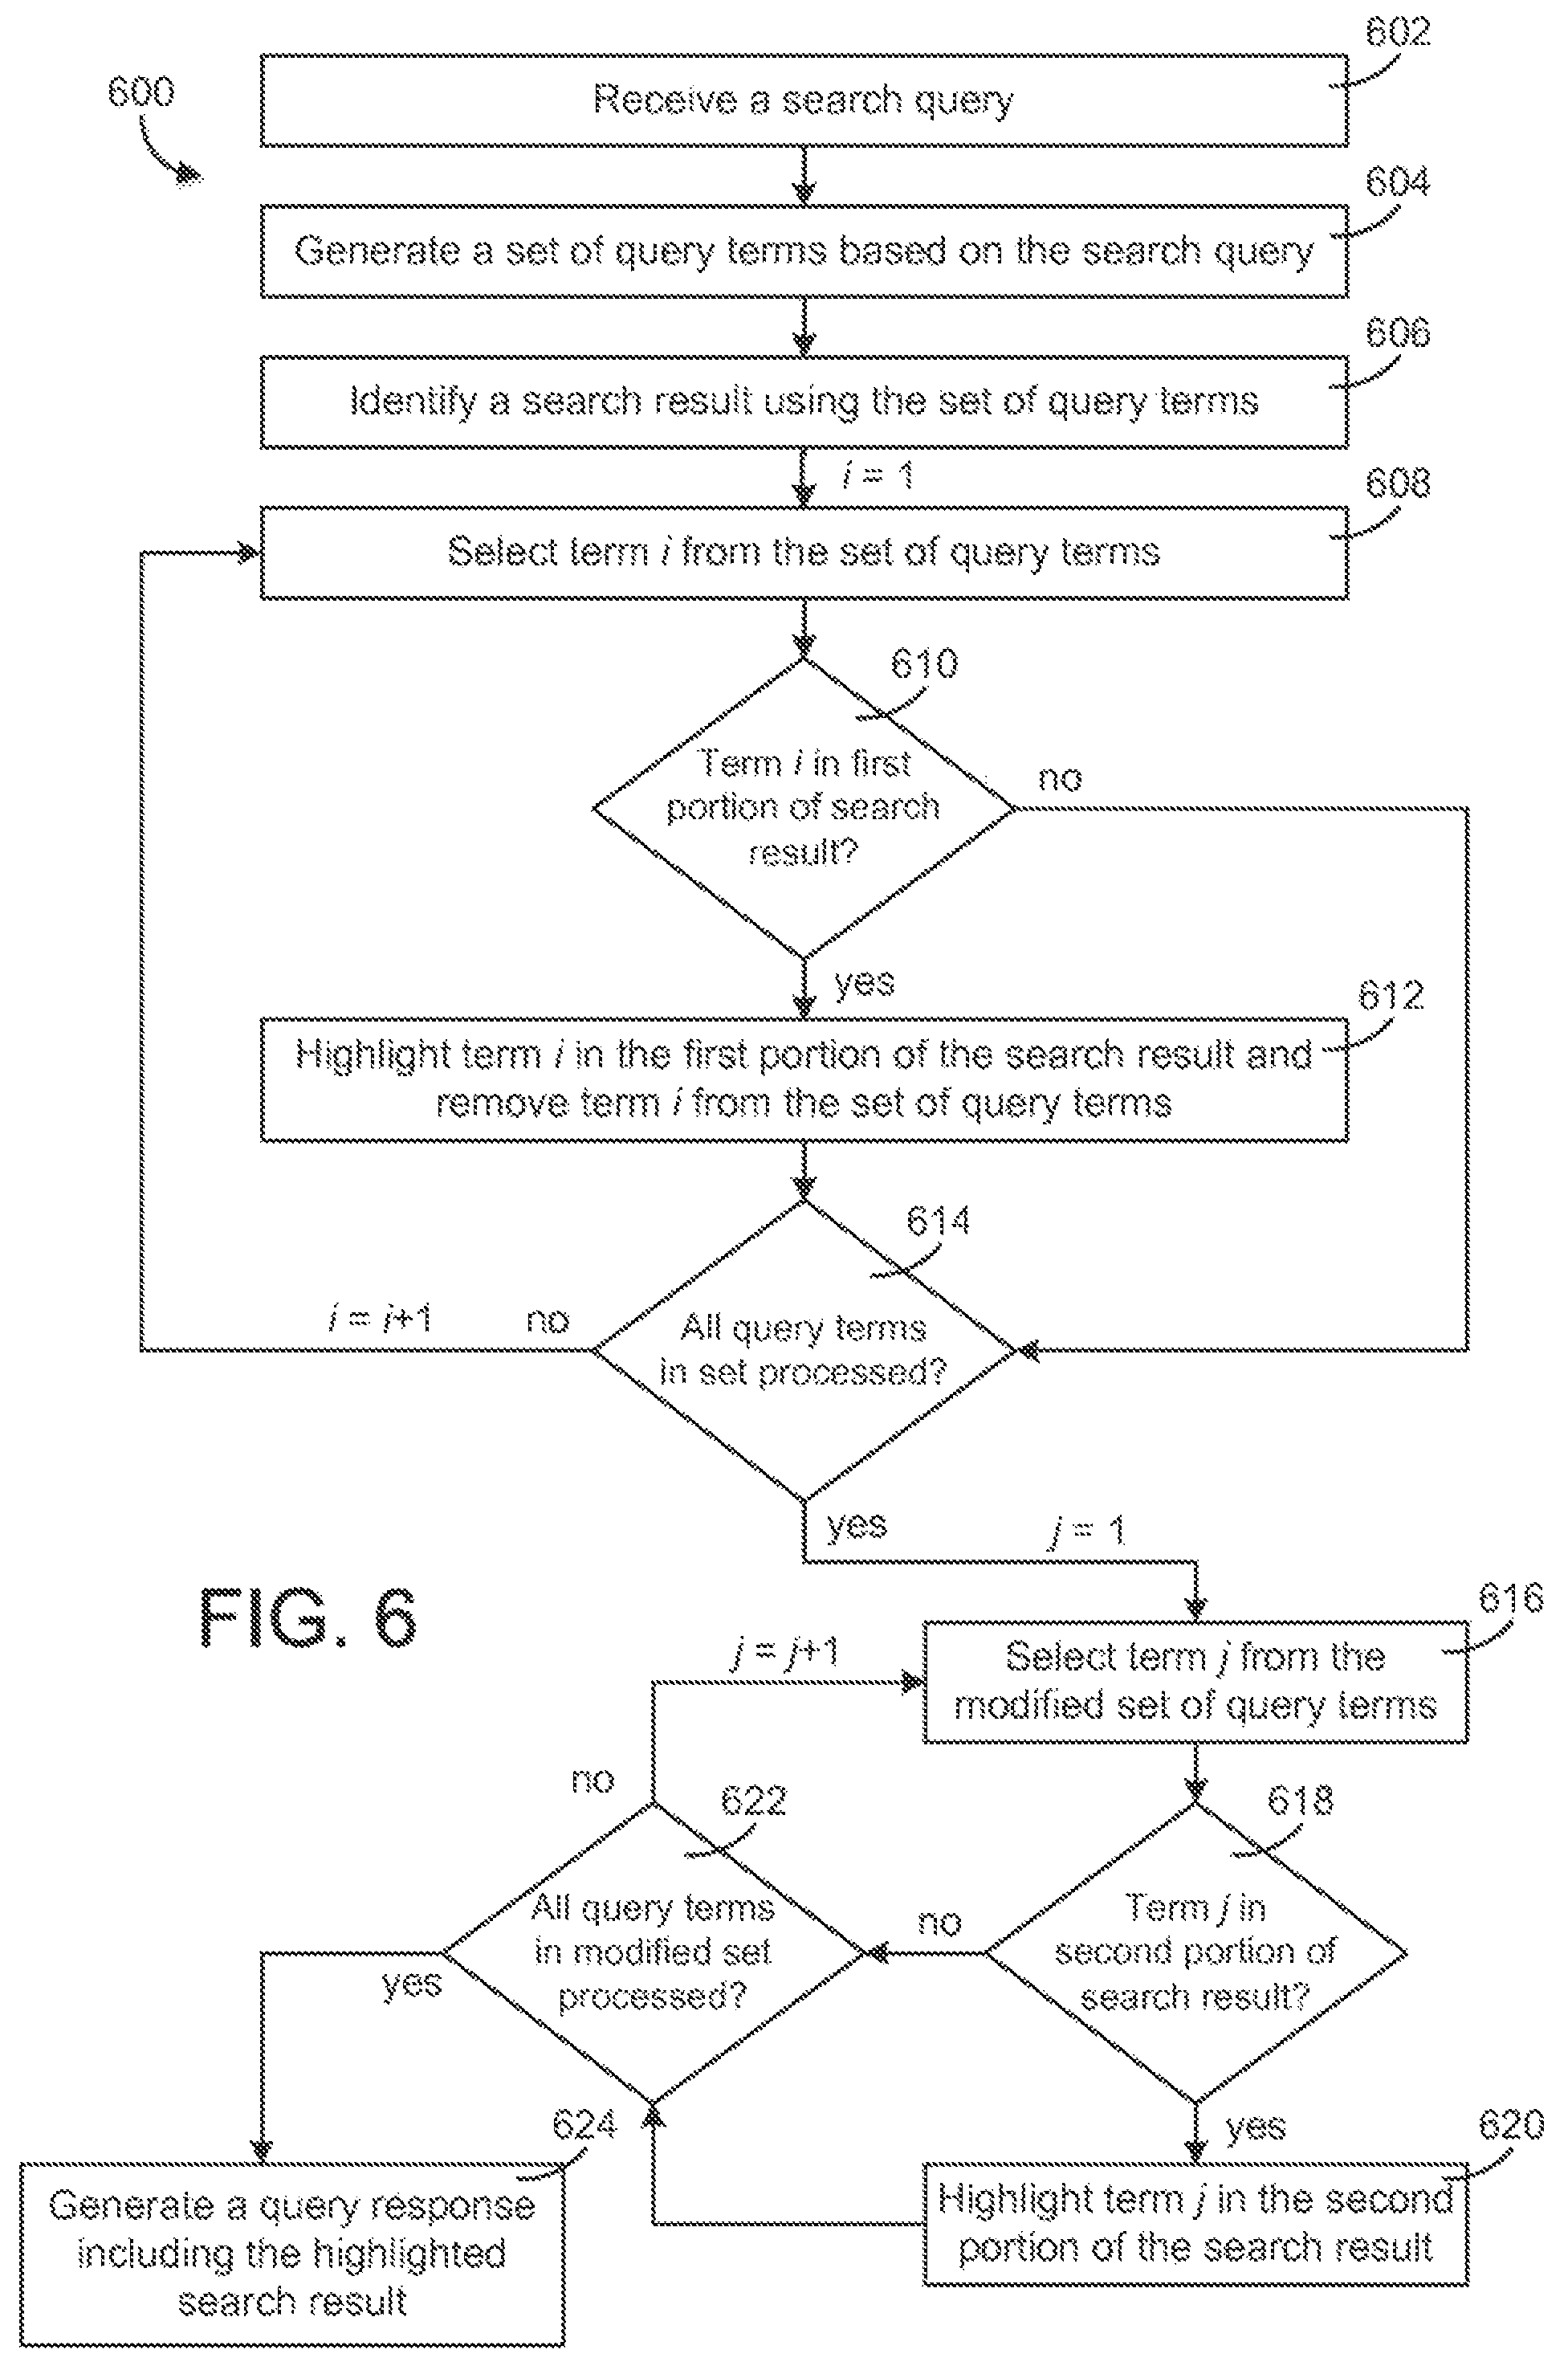 602
600
Receive a search query
604
Generate a set of query terms based on the search query
606
Identify a search result using the set of query terms
i = 1
608
Select term i from the set of query terms
610
Term i in first
portion of search
result?
no
yes
612
Highlight term i in the first portion of the search result and
remove term i from the set of query terms
614
i = i+1
no
All query terms
in set processed?
yes
j = 1
FIG. 6
616
j = j+1
Select term j from the
modified set of query terms
no
622
618
All query terms
in modified set
processed?
no
Term j in
second portion of
search result?
yes
624
yes
620
Generate a query response
including the highlighted
search result
Highlight term j in the second
portion of the search result